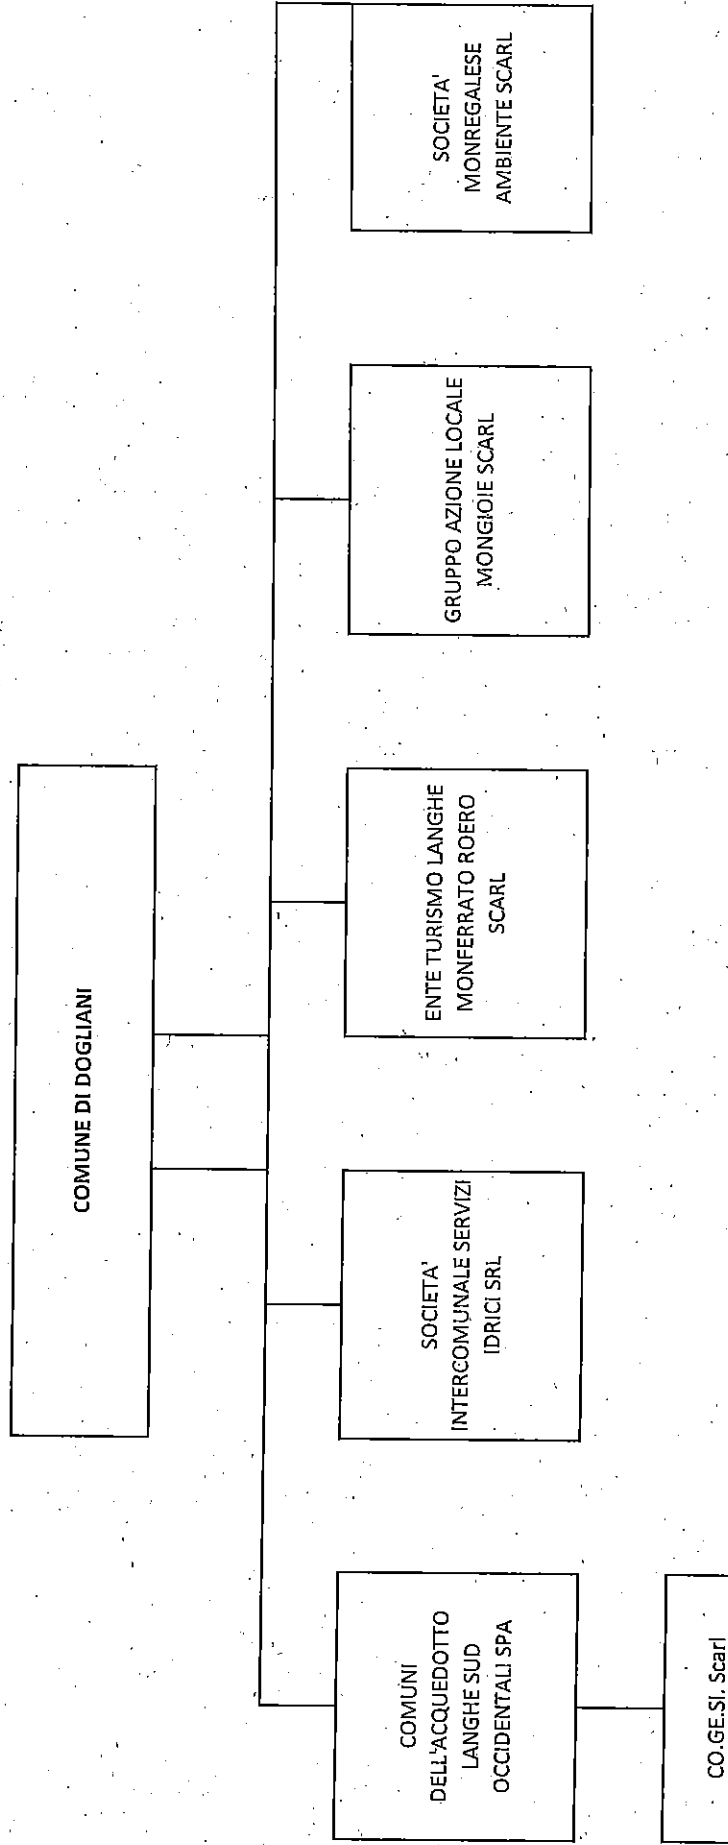 COMUNE DI DOGLIANI
COMUNI
DELL'ACQUEDOTTO
LANGHE SUD
OCCIDENTALI SPA
SOCIETA'
INTERCOMUNALE SERVIZI
IDRICI SRL
ENTE TURISMO LANGHE
MONFERRATO ROERO
SCARL
GRUPPO AZIONE LOCALE
MONGIOIE SCARL
SOCIETA'
MONREGALESE
AMBIENTE SCARL
CO.GE.SI. Scarl